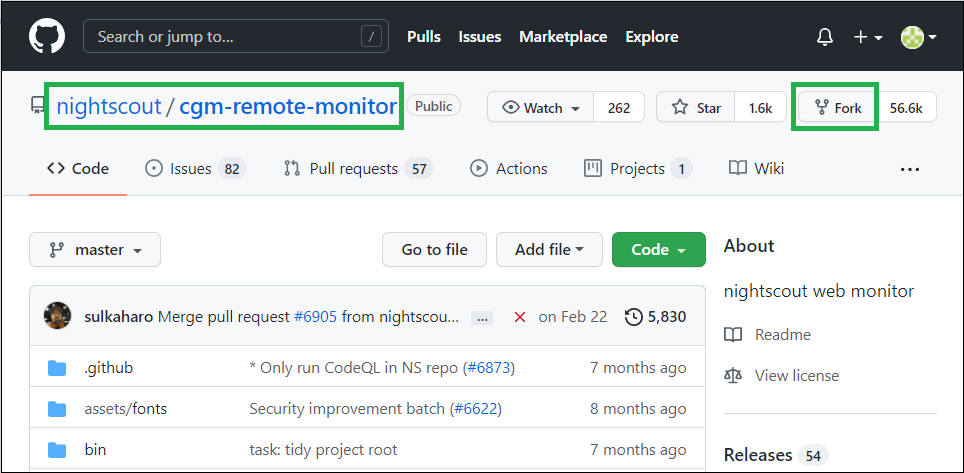 Search or jump to... / Pulls Issues Marketplace Explore
nightscout / cgm-remote-monitor Public Watch 262 Star 1.6k Fork 56.6k
Code Issues 82 Pull requests 57 Actions Projects 1 Wiki ...
master Go to file Add file Code
About
nightscout web monitor
Readme
View license
Releases 54
sulkaharo Merge pull request #6905 from nightscou... ... on Feb 22 5,830
.github * Only run CodeQL in NS repo (#6873) 7 months ago
assets/fonts Security improvement batch (#6622) 8 months ago
bin task: tidy project root 7 months ago